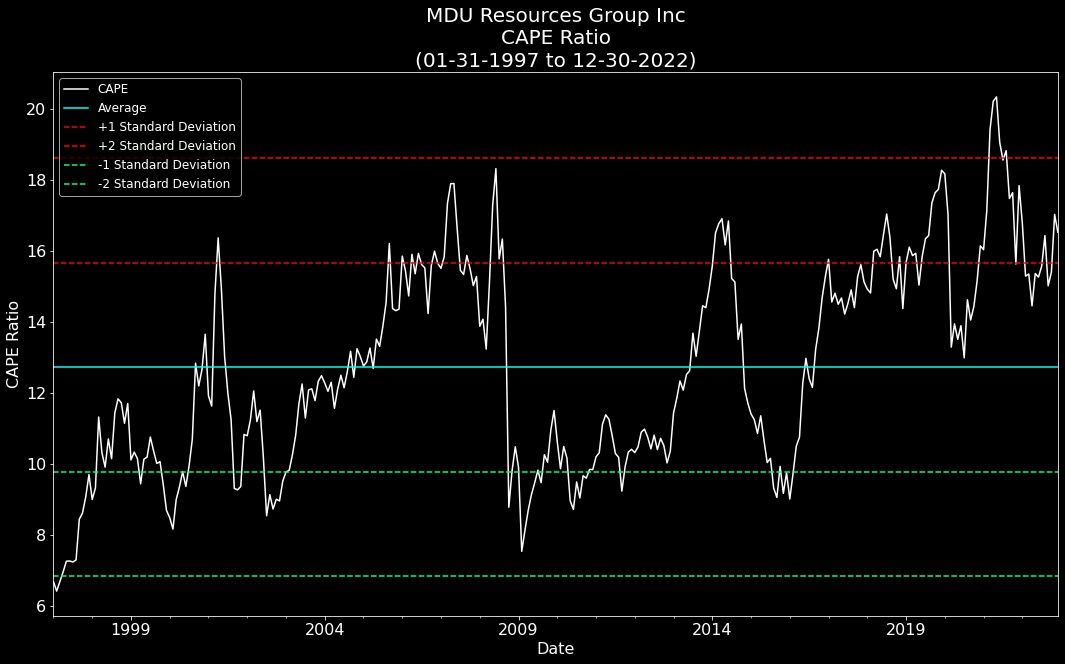 MDU Resources Group Inc
CAPE Ratio
(01-31-1997 to 12-30-2022)
CAPE
Average
+1 Standard Deviation
+2 Standard Deviation
-1 Standard Deviation
-2 Standard Deviation
CAPE Ratio
20
18
16
14
12
10
8
6
1999
2004
2009
2014
2019
Date